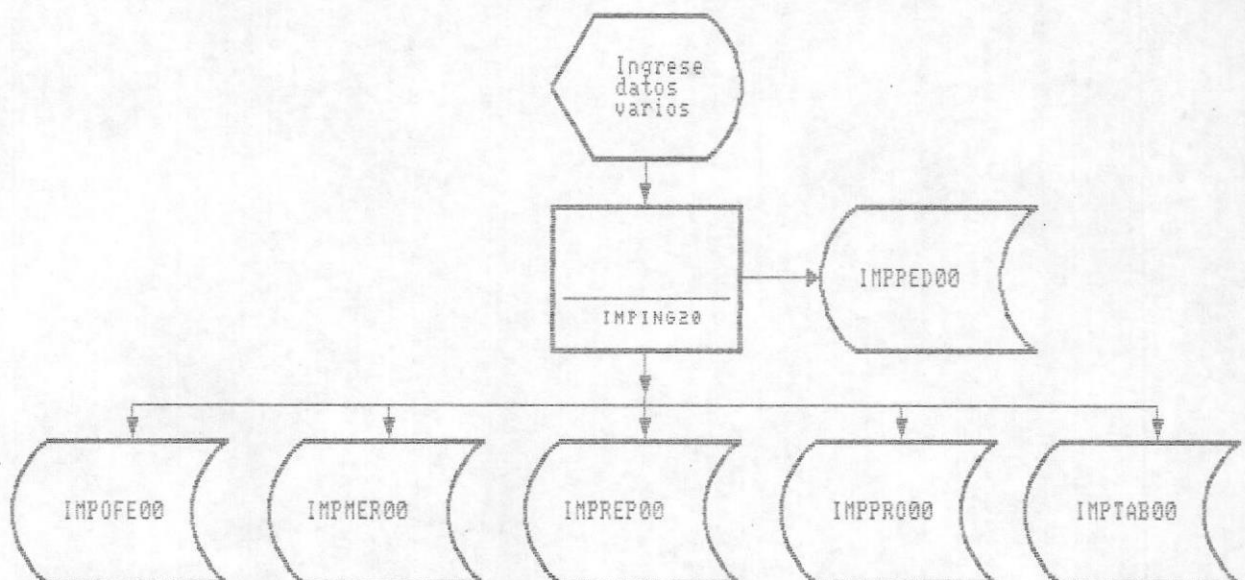 Ingrese
datos
varios
IMPPED00
IMPING20
IMPOFE00
IMPMER00
IMPREP00
IMPPRO00
IMPTAB00